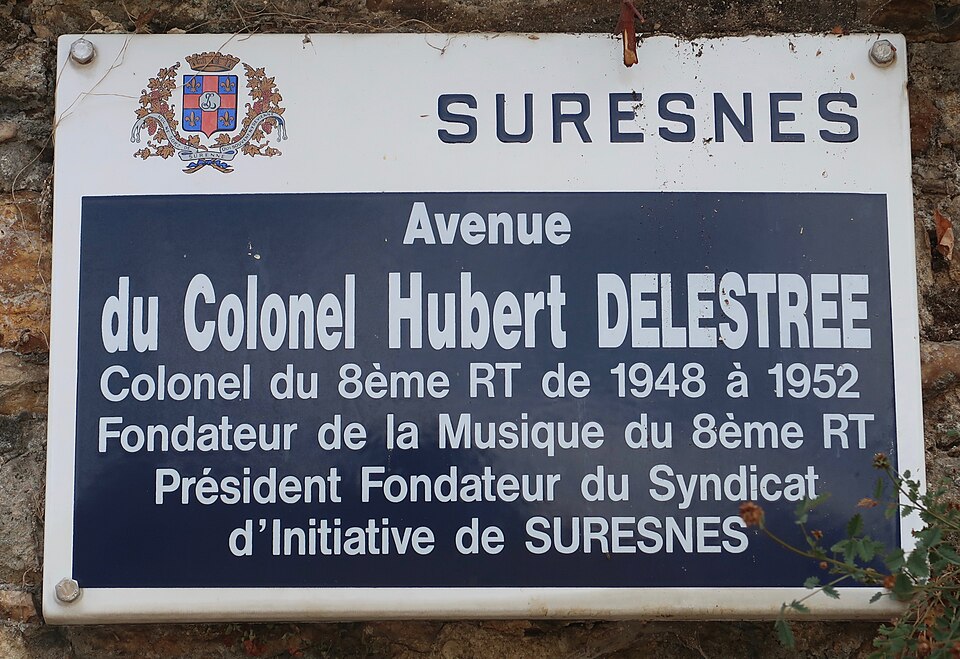 SURESNES
SURENNE
Avenue
du Colonel Hubert DELESTREE
Colonel du 8ème RT de 1948 à 1952
Fondateur de la Musique du 8ème RT
Président Fondateur du Syndicat
d'Initiative de SURESNES